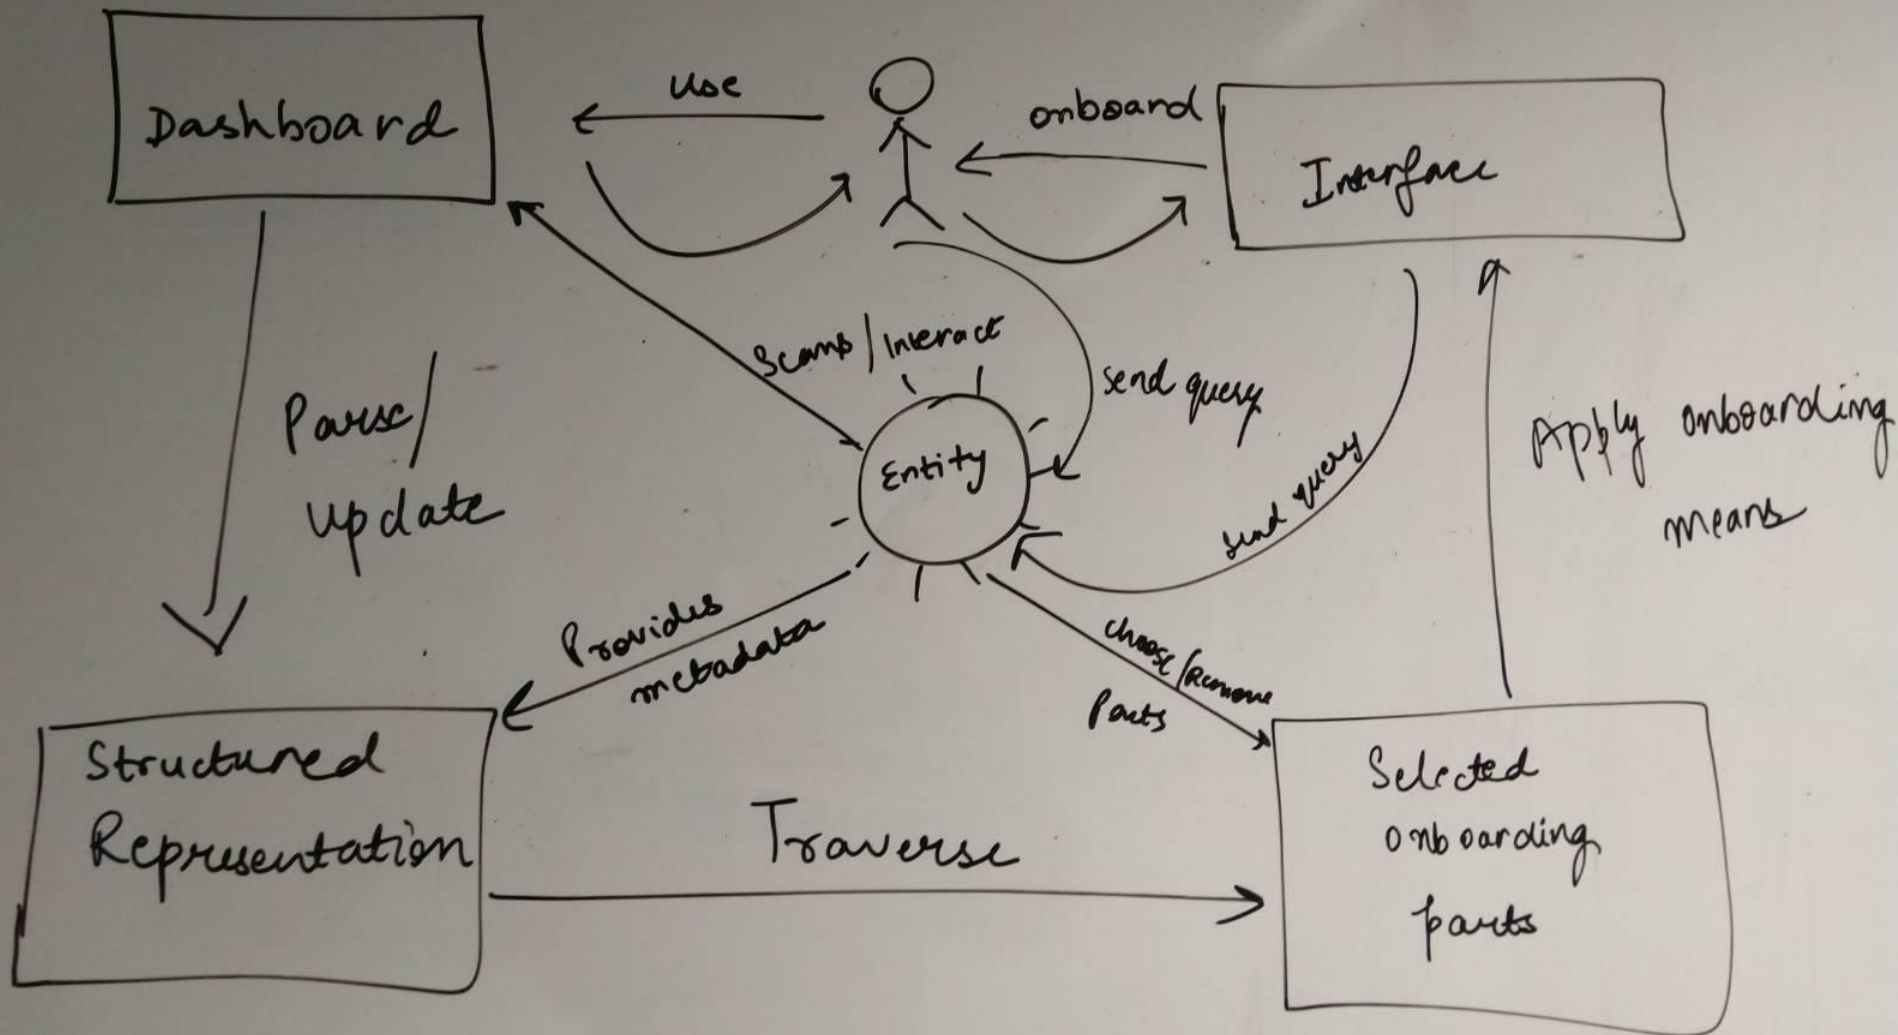 Dashboard
use
onboard
Interface
Scans/Interact
send query
Parse/
update
Entity
send query
Apply onboarding
means
Provides
metadata
choose/Remove
Parts
Structured
Representation
Traverse
Selected
onboarding
parts